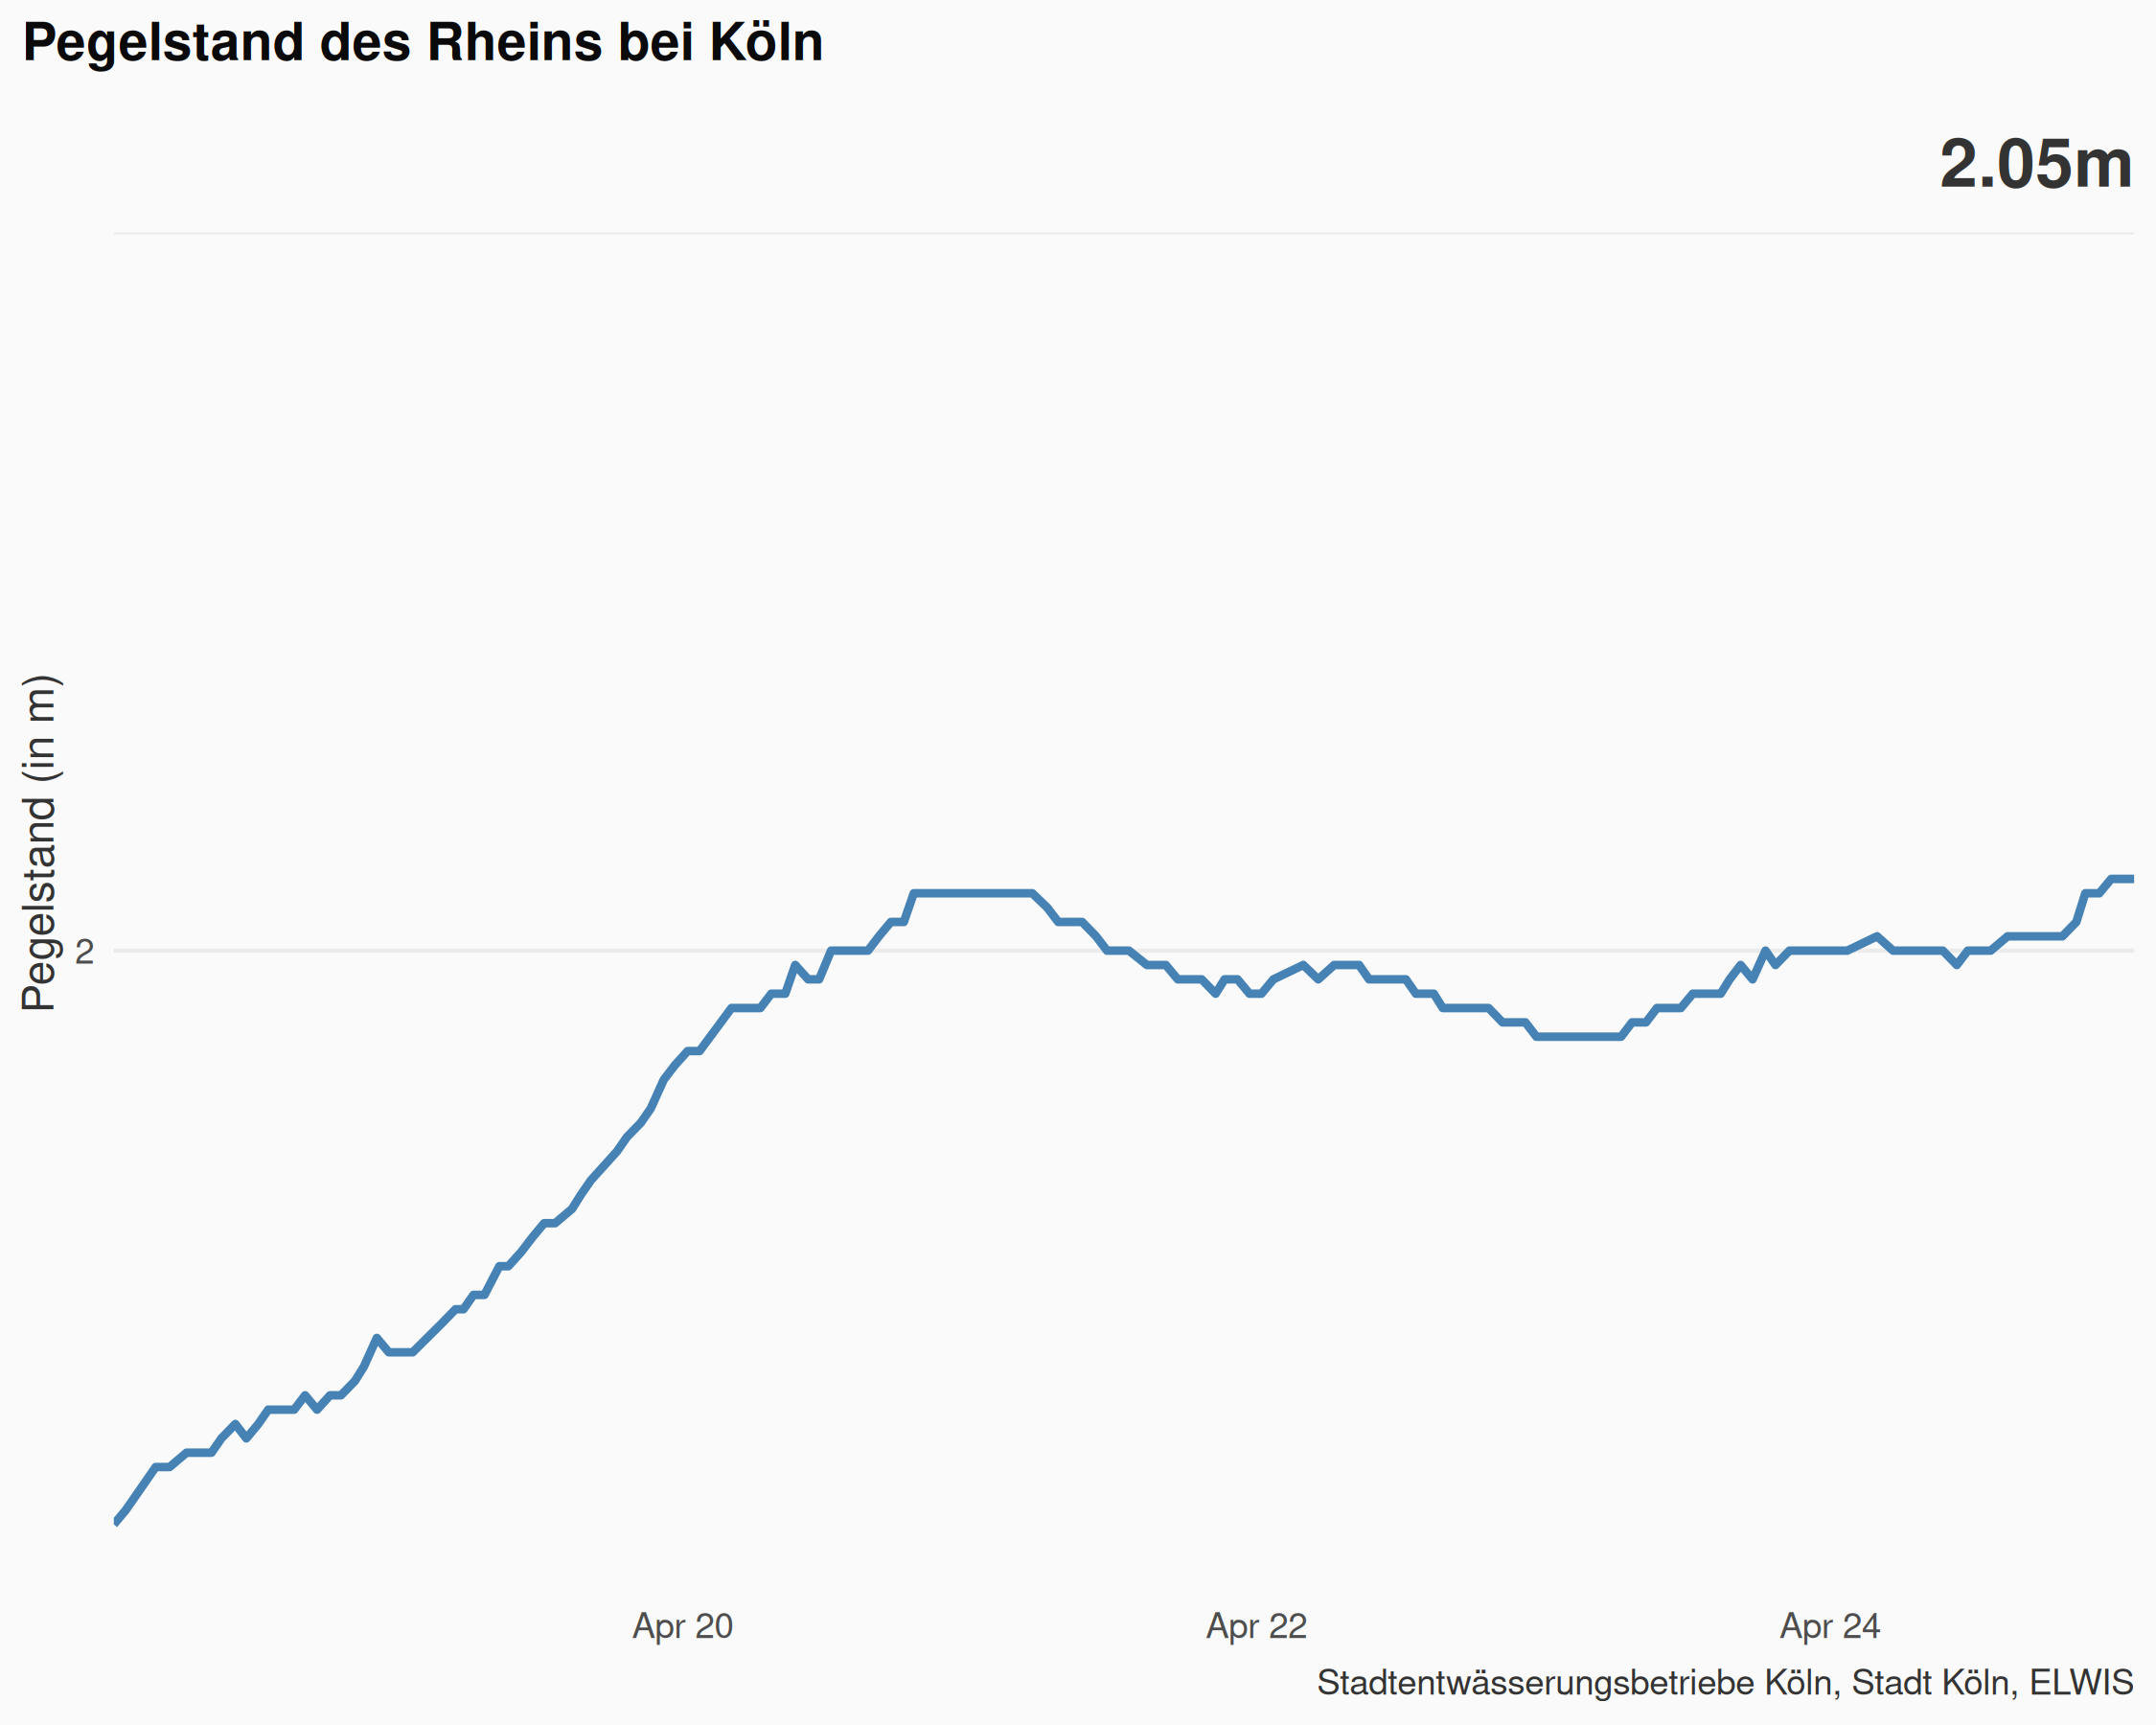 Pegelstand des Rheins bei Köln
2.05m
Pegelstand (in m)
2
Apr 20
Apr 22
Apr 24
Stadtentwässerungsbetriebe Köln, Stadt Köln, ELWIS